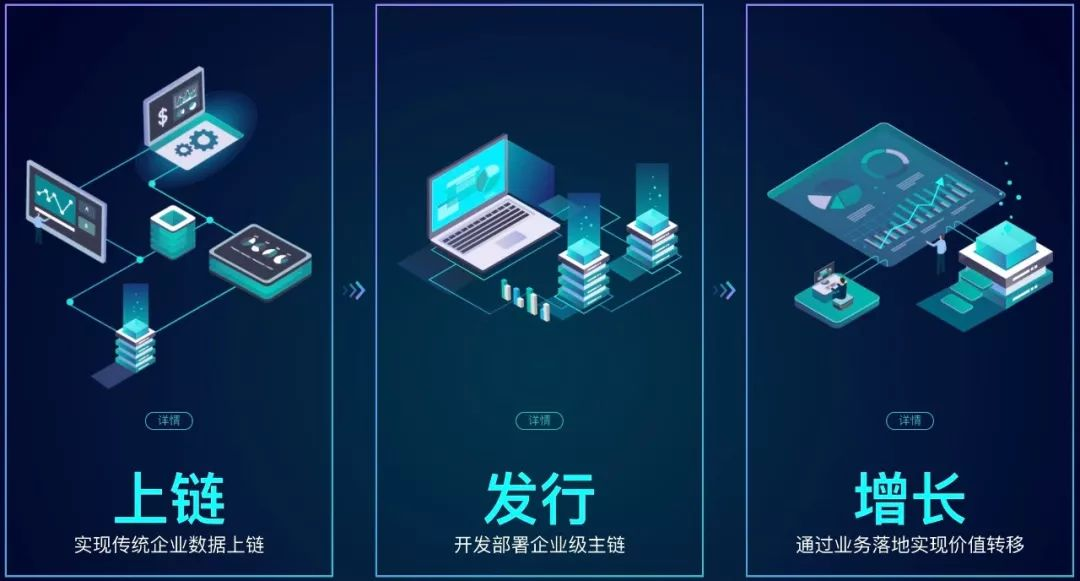 详情
上链
实现传统企业数据上链
详情
发行
开发部署企业级主链
详情
增长
通过业务落地实现价值转移
$